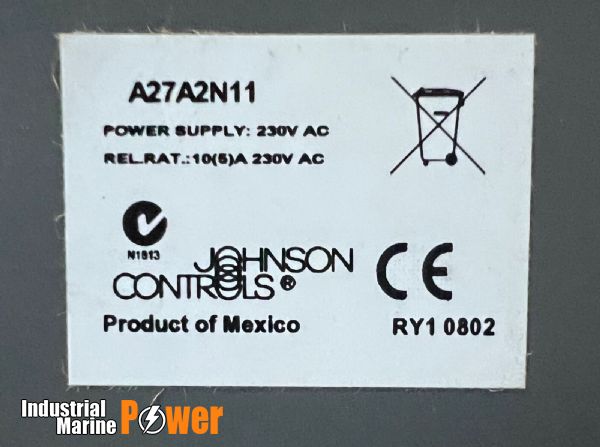 A27A2N11
POWER SUPPLY: 230V AC
REL.RAT.:10(5)A 230V AC
N1813
JOHNSON
CONTROLS®
CE
Product of Mexico
RY1 0802
Industrial
Marine
Power